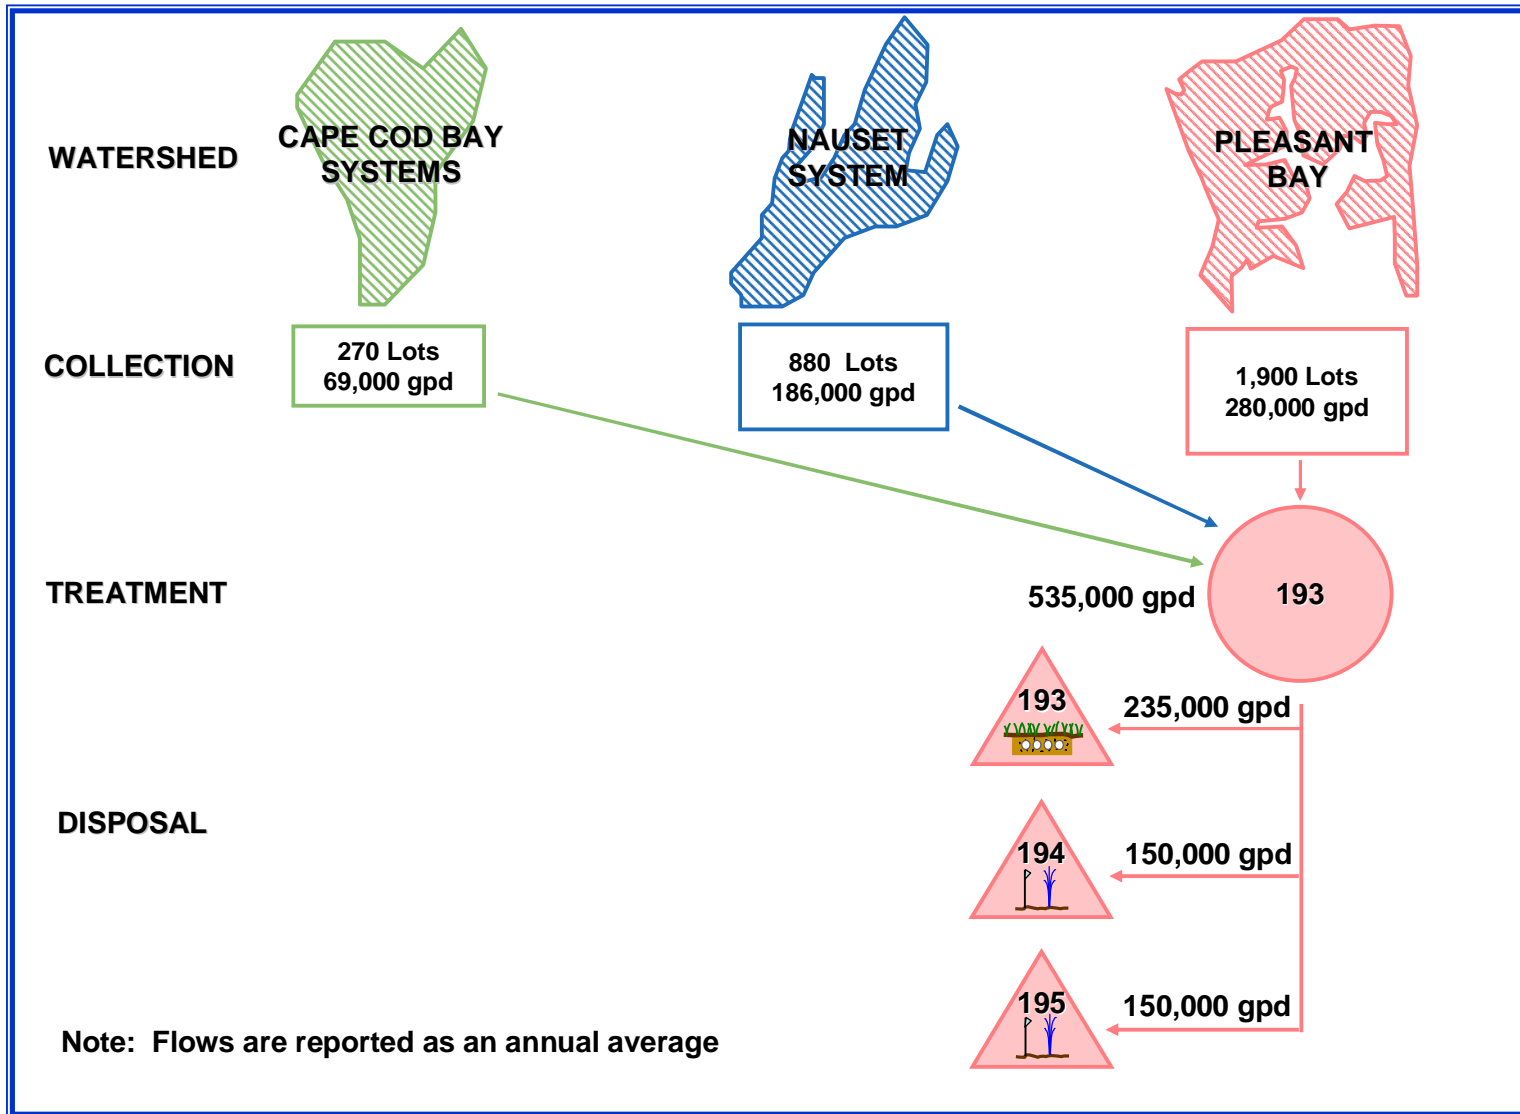 WATERSHED
CAPE COD BAY
SYSTEMS
NAUSET
SYSTEM
PLEASANT
BAY
COLLECTION
270 Lots
69,000 gpd
880 Lots
186,000 gpd
1,900 Lots
280,000 gpd
TREATMENT
535,000 gpd
193
193
235,000 gpd
DISPOSAL
194
150,000 gpd
195
150,000 gpd
Note: Flows are reported as an annual average